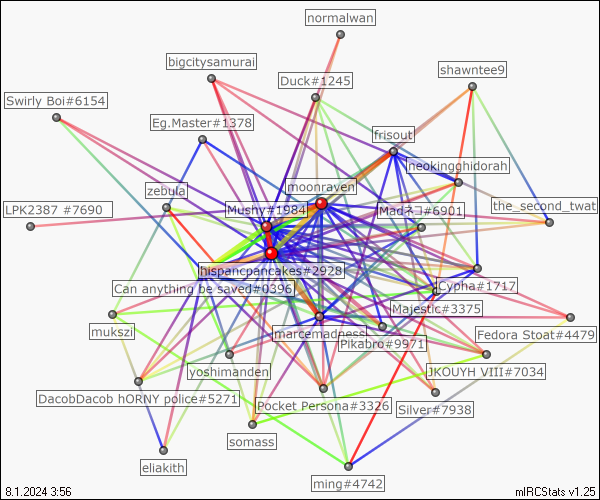 normalwan
bigcitysamurai
Duck#1245
shawntee9
Swirly Boi#6154
Eg.Master#1378
frisout
neokingghidorah
zebula
moonraven
LPK2387 #7690
Mushy#1984
Madネヨ#6901
the_second_twat
hispancpancakes#2928
Can anything be saved#0396
Cypha#1717
Majestic#3375
mukszi
marcemadness
Fedora Stoat#4479
Pikabro#9971
yoshimanden
JKOUYH VIII#7034
DacobDacob hORNY police#5271
Pocket Persona#3326
Silver#7938
somass
eliakith
ming#4742
8.1.2024 3:56
mIRCStats v1.25